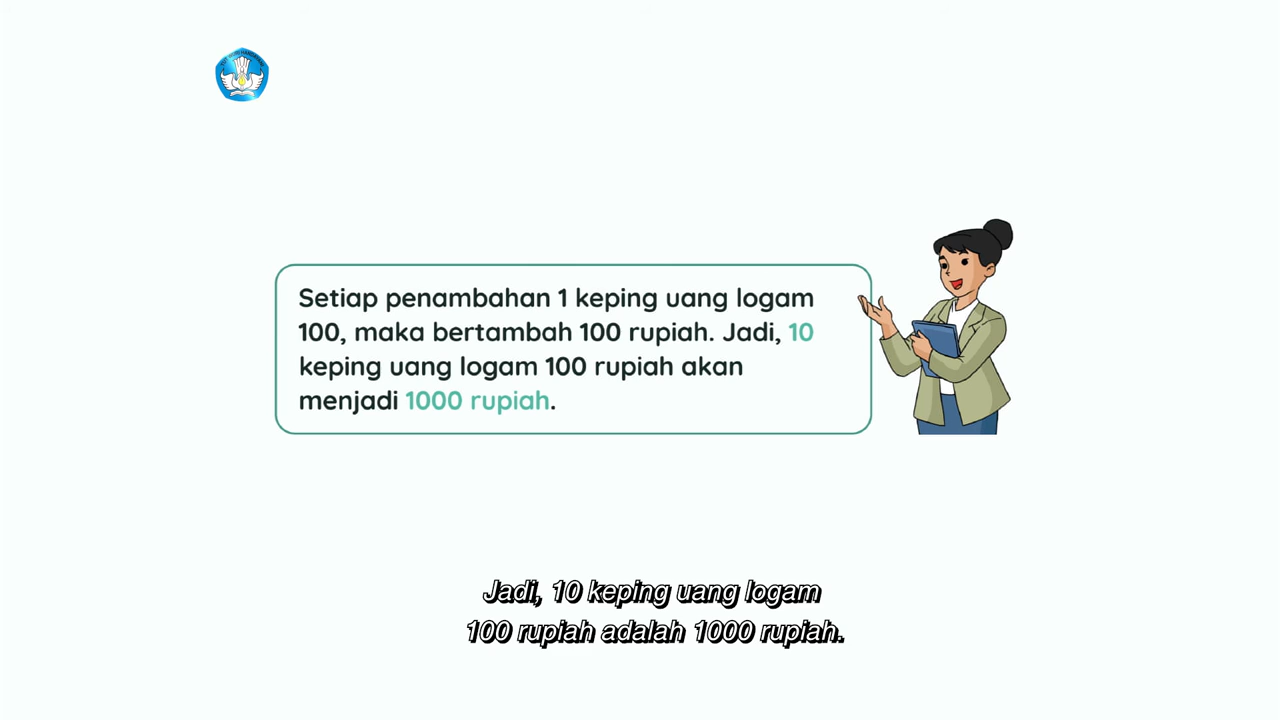 Setiap penambahan 1 keping uang logam
100, maka bertambah 100 rupiah. Jadi, 10
keping uang logam 100 rupiah akan
menjadi 1000 rupiah.
Jadi, 10 keping uang logam
100 rupiah adalah 1000 rupiah.